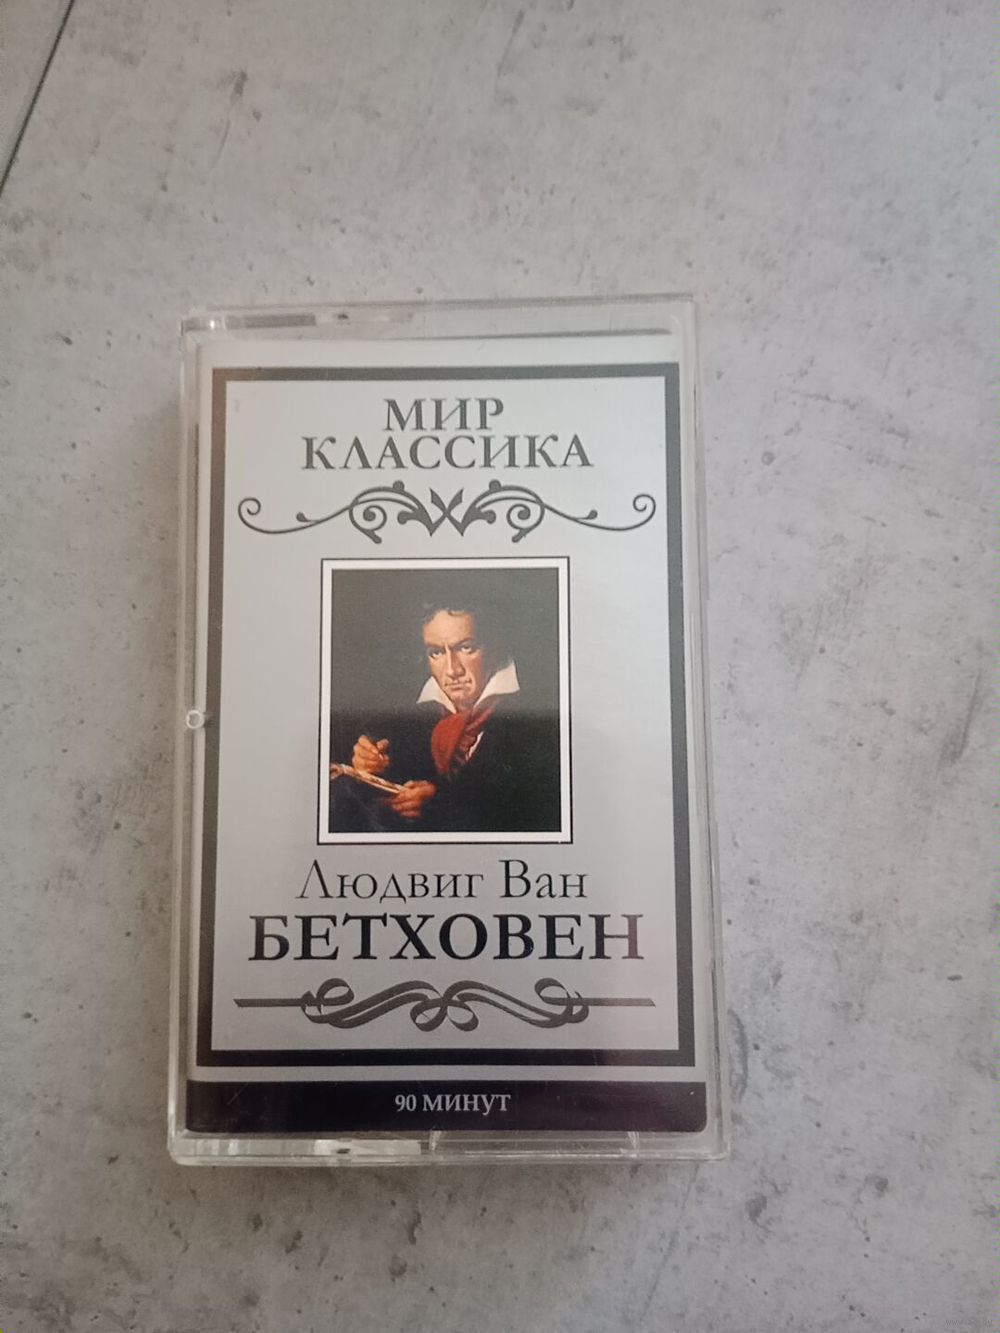 МИР
КЛАССИКА
Людвиг Ван
БЕТХОВЕН
90 МИНУТ